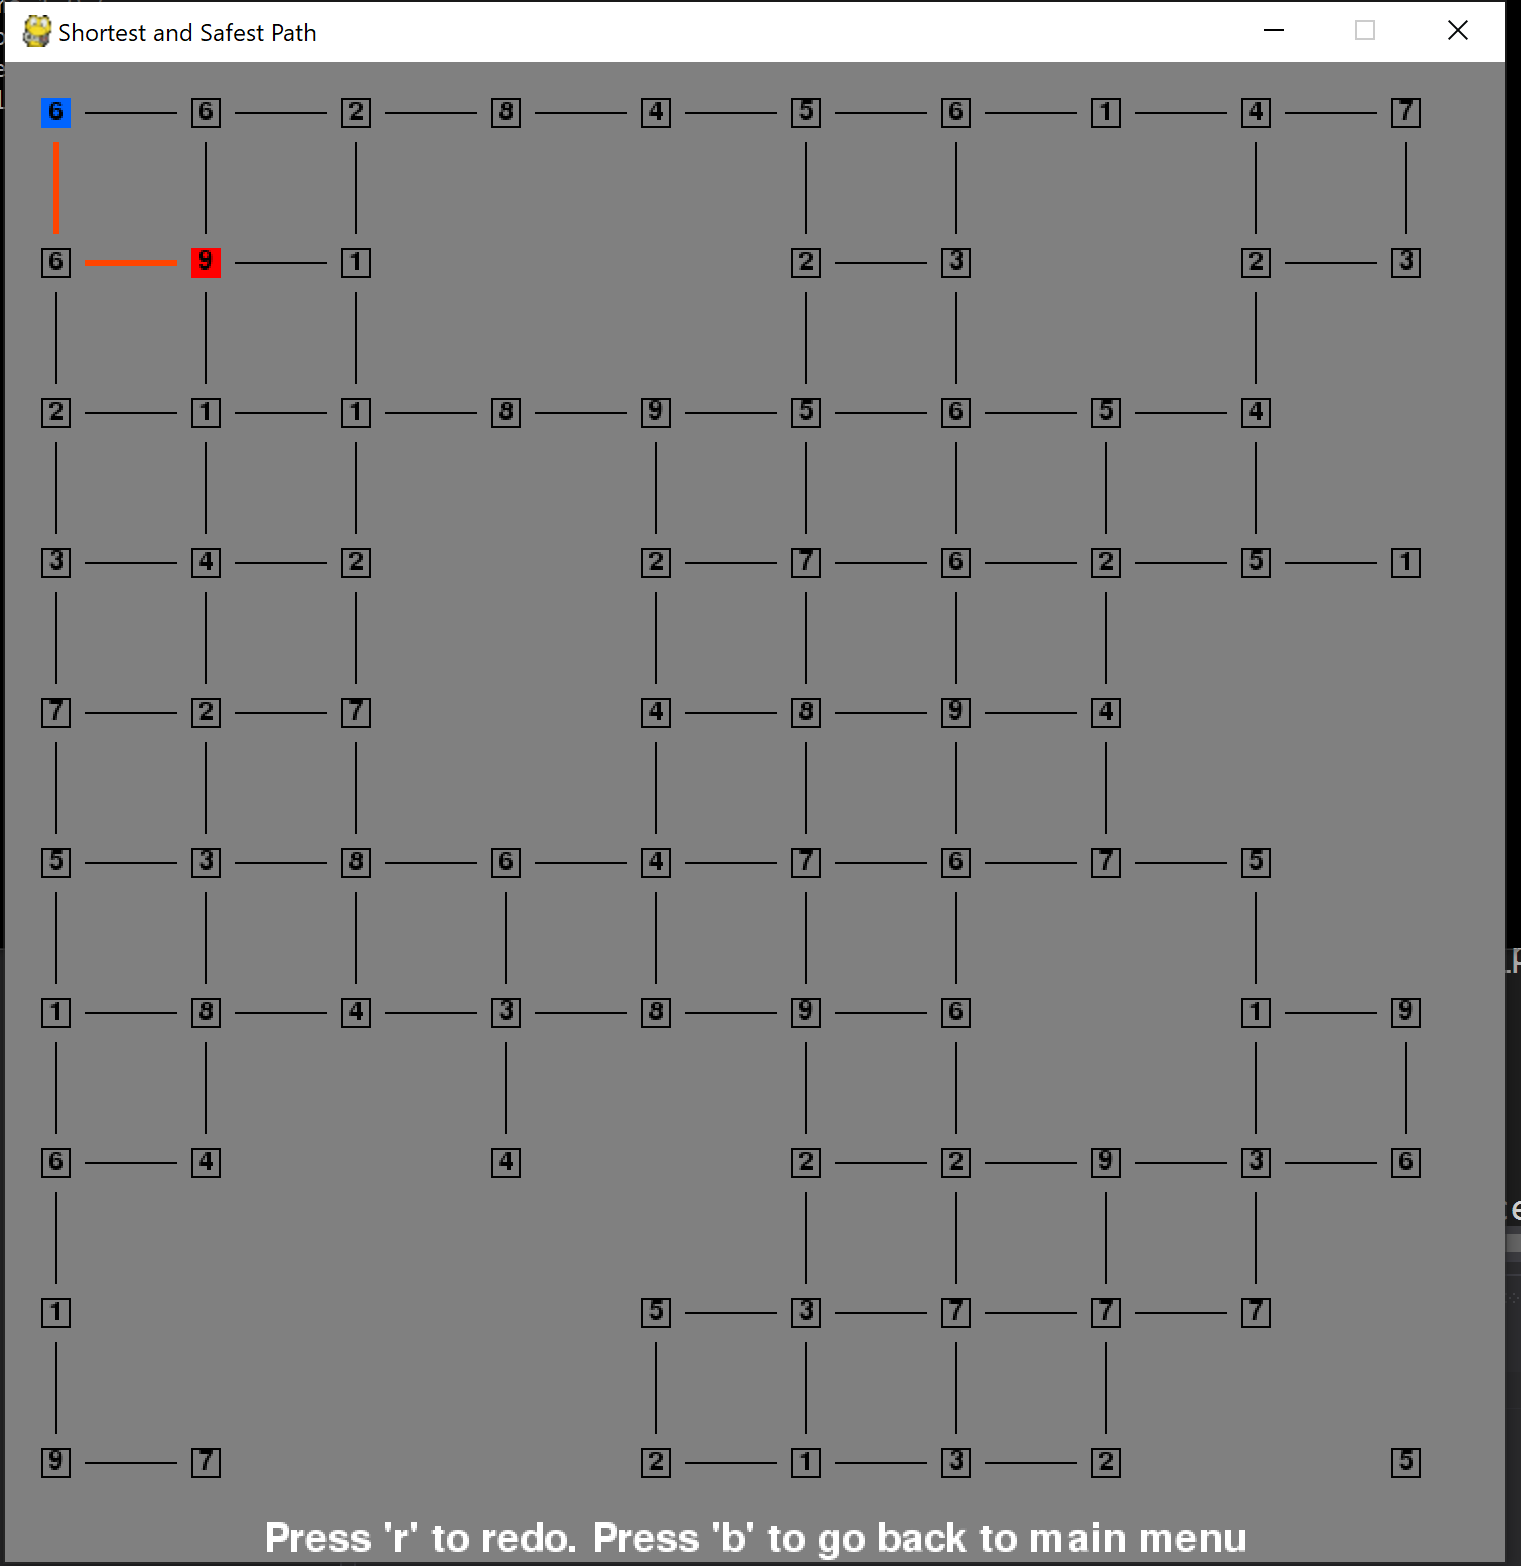 Shortest and Safest Path
6 6 2 8 4 5 6 1 4 7
6 9 1 2 3 2 3
2 1 1 8 9 5 6 5 4
3 4 2 2 7 6 2 5 1
7 2 7 4 8 9 4
5 3 8 6 4 7 6 7 5
1 8 4 3 8 9 6 1 9
6 4 4 2 2 9 3 6
1 5 3 7 7 7
9 7 2 1 3 2 5
Press 'r' to redo. Press 'b' to go back to main menu